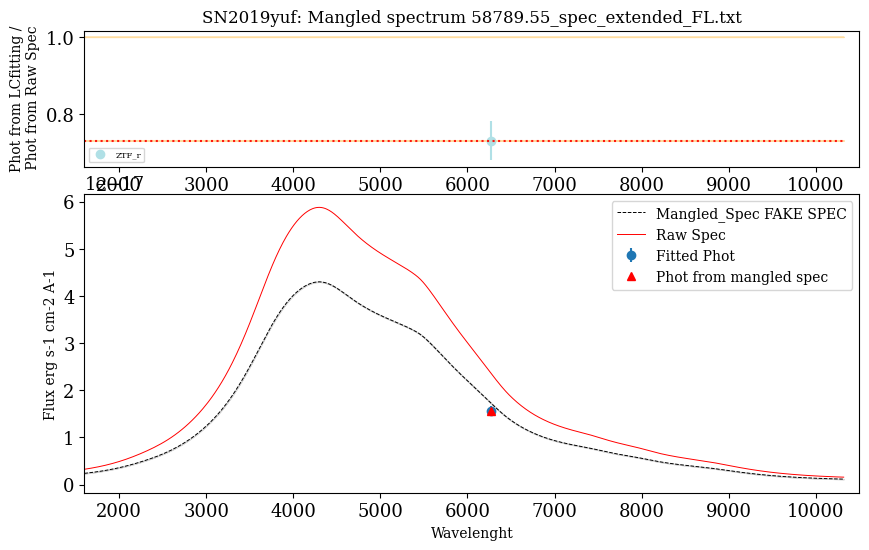 SN2019yuf: Mangled spectrum 58789.55_spec_extended_FL.txt
Phot from LCfitting /
Phot from Raw Spec
1.0
0.8
ZTF_r
2000 3000 4000 5000 6000 7000 8000 9000 10000
1e−17
Flux erg s-1 cm-2 A-1
6
5
4
3
2
1
0
Mangled_Spec FAKE SPEC
Raw Spec
Fitted Phot
Phot from mangled spec
2000 3000 4000 5000 6000 7000 8000 9000 10000
Wavelenght